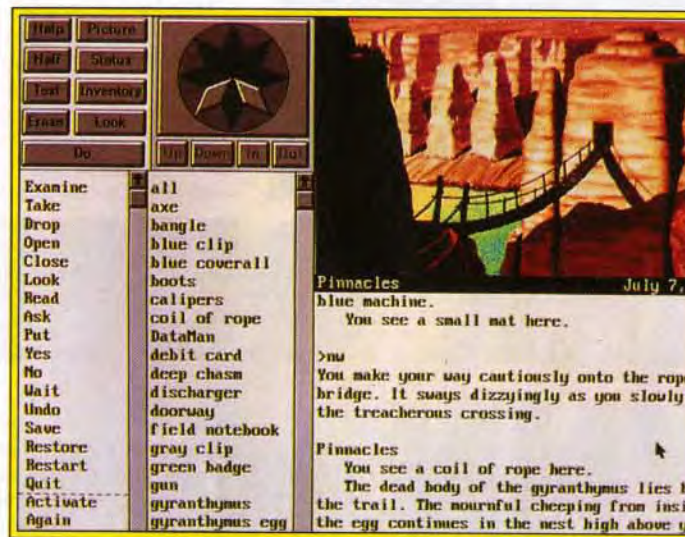 Help Picture
Half Status
Text Inventory
Erase Look
Do
Up Down In Out
Examine
Take
Drop
Open
Close
Look
Read
Ask
Put
Yes
No
Wait
Undo
Save
Restore
Restart
Quit
Activate
Again
all
axe
bangle
blue clip
blue coverall
boots
calipers
coil of rope
DataMan
debit card
deep chasm
discharger
doorway
field notebook
gray clip
green badge
gun
gyranthymus
gyranthymus egg
Pinnacles July 7,
blue machine.
You see a small mat here.
>nw
You make your way cautiously onto the rope
bridge. It sways dizzyingly as you slowly
the treacherous crossing.
Pinnacles
You see a coil of rope here.
The dead body of the gyranthymus lies
the trail. The mournful cheeping from
the egg continues in the nest high above